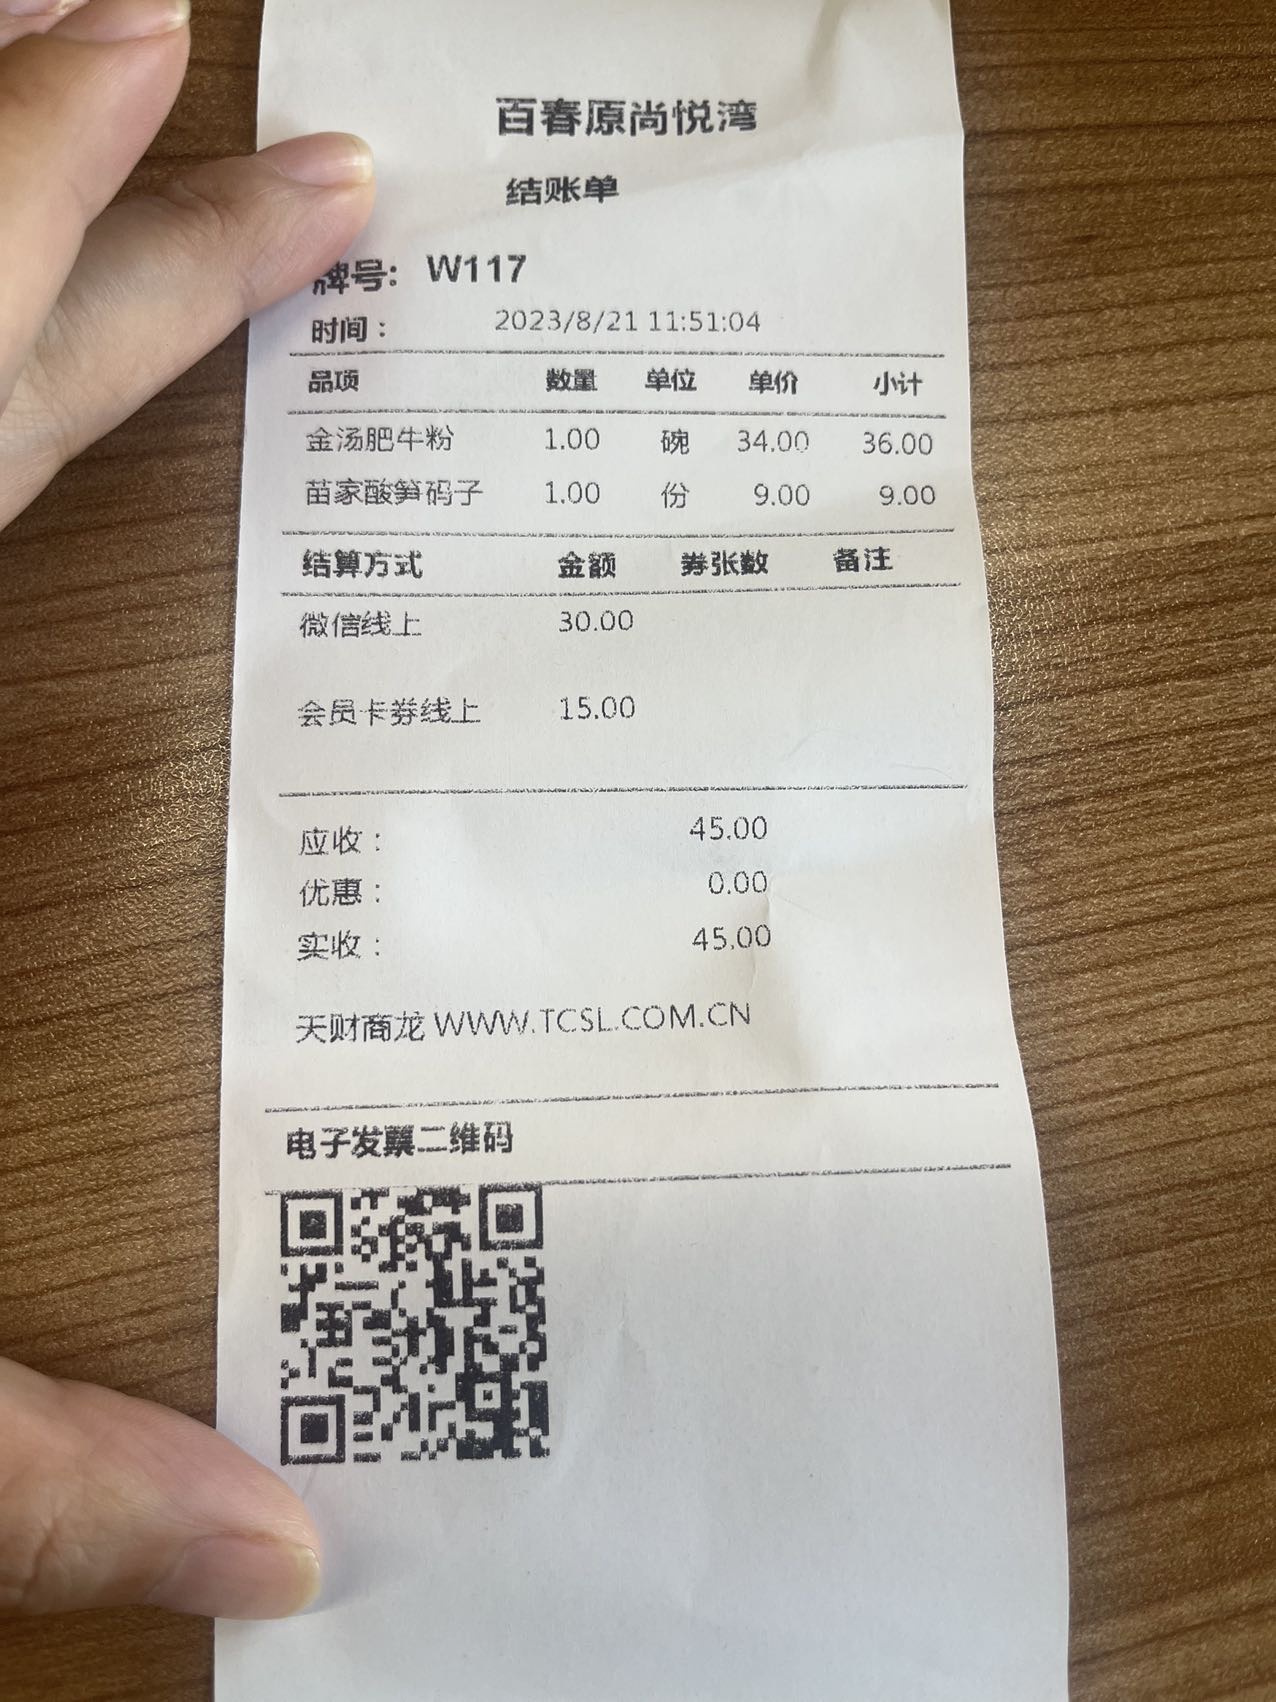 百春原尚悦湾
结账单
牌号： W117
时间： 2023/8/21 11:51:04
品项 数量 单位 单价 小计
金汤肥牛粉 1.00 碗 34.00 36.00
苗家酸笋码子 1.00 份 9.00 9.00
结算方式 金额 券张数 备注
微信线上 30.00
会员卡券线上 15.00
应收： 45.00
优惠： 0.00
实收： 45.00
天财商龙 WWW.TCSL.COM.CN
电子发票二维码